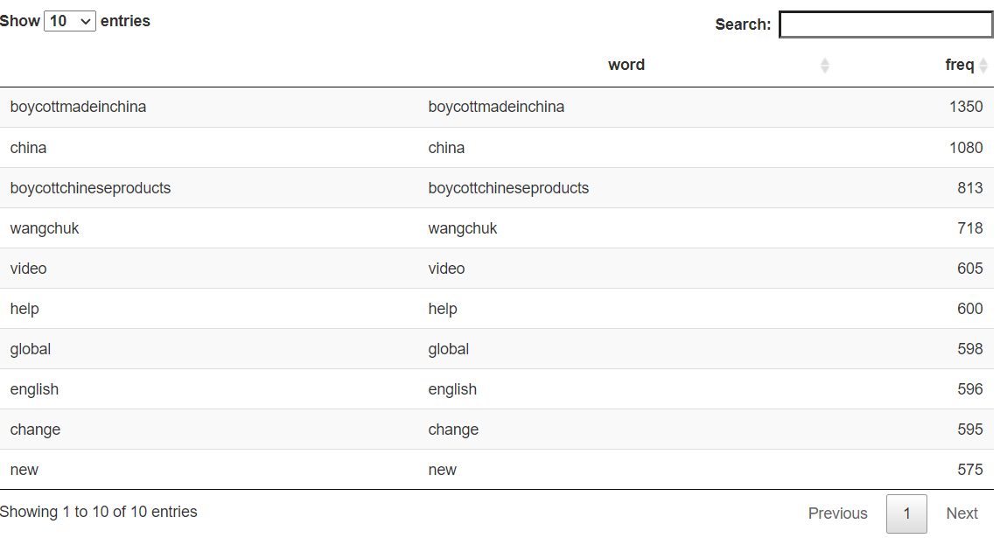 Show 10 entries Search:
word freq
boycottmadeinchina boycottmadeinchina 1350
china china 1080
boycottchineseproducts boycottchineseproducts 813
wangchuk wangchuk 718
video video 605
help help 600
global global 598
english english 596
change change 595
new new 575
Showing 1 to 10 of 10 entries Previous 1 Next